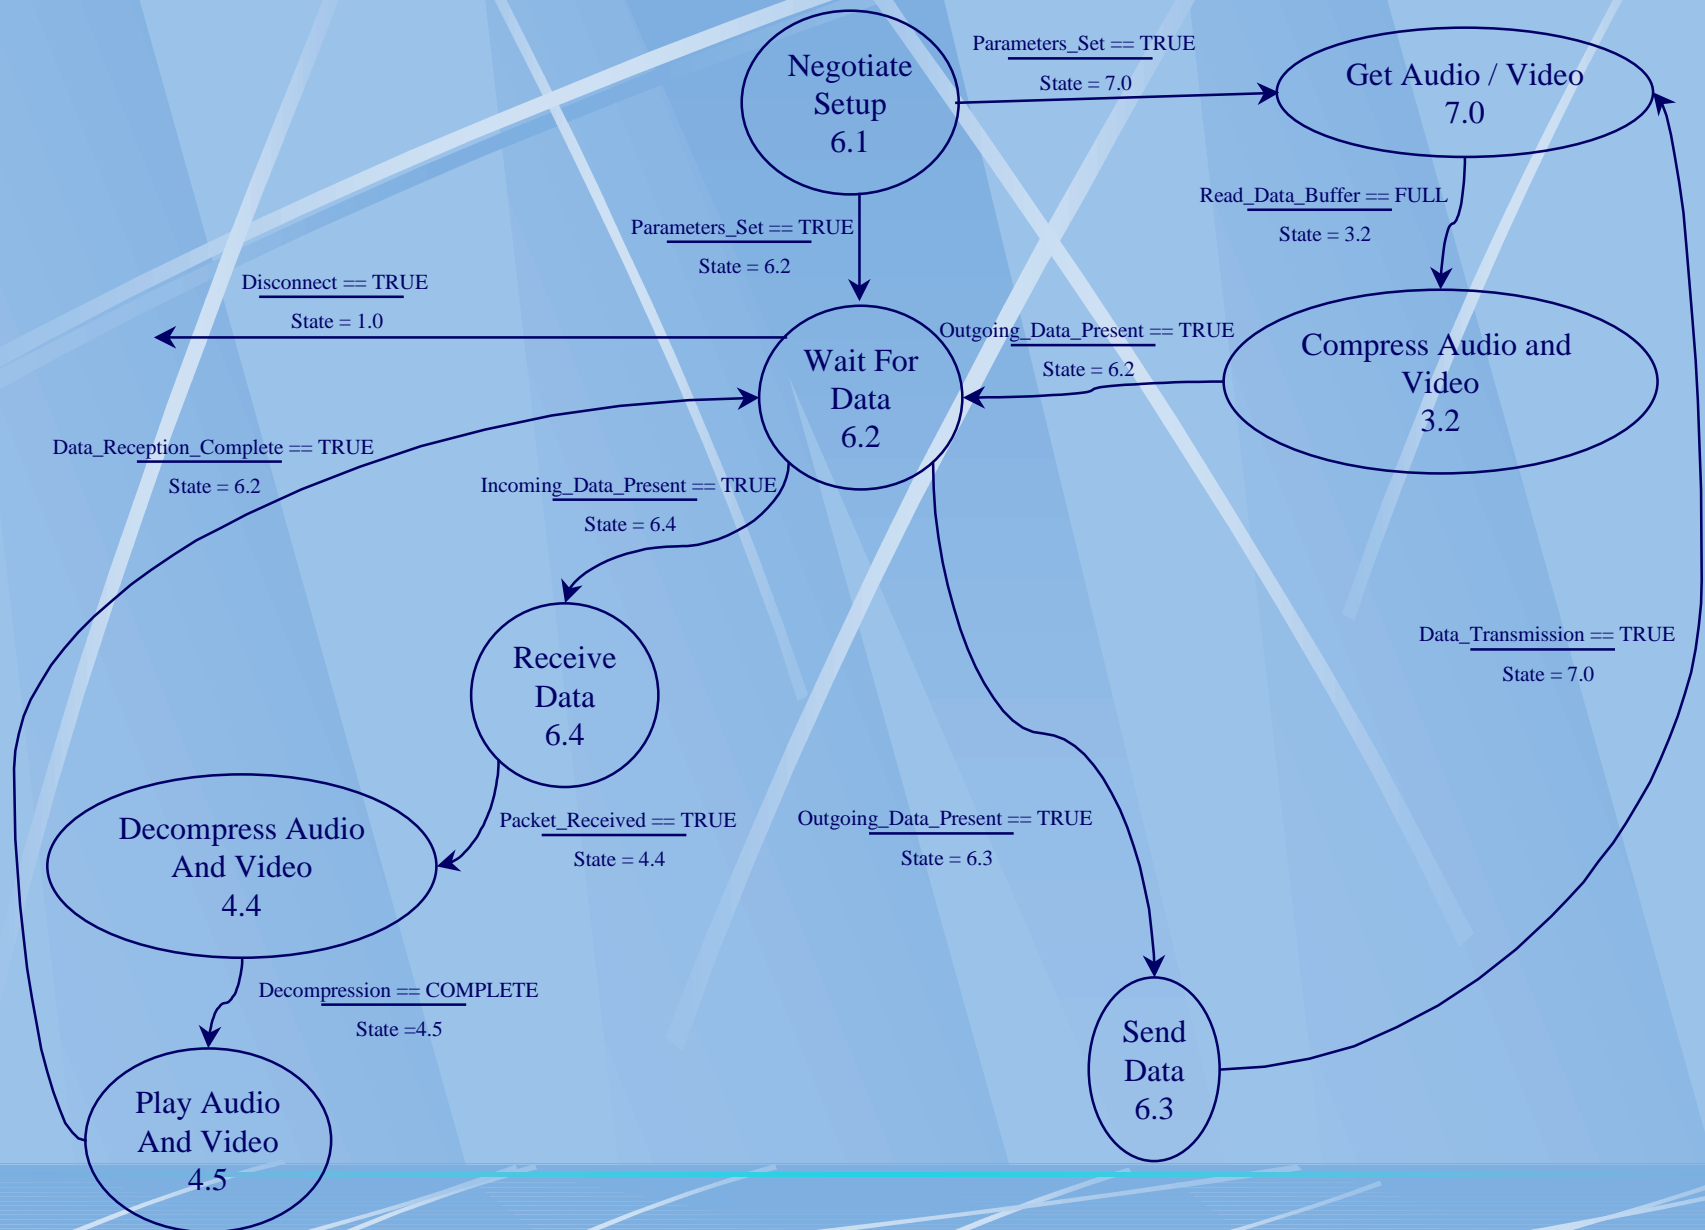 Negotiate
Setup
6.1
Parameters_Set == TRUE
State = 7.0
Get Audio / Video
7.0
Read_Data_Buffer == FULL
State = 3.2
Parameters_Set == TRUE
State = 6.2
Disconnect == TRUE
State = 1.0
Outgoing_Data_Present == TRUE
State = 6.2
Wait For
Data
6.2
Compress Audio and
Video
3.2
Data_Reception_Complete == TRUE
State = 6.2
Incoming_Data_Present == TRUE
State = 6.4
Receive
Data
6.4
Data_Transmission == TRUE
State = 7.0
Decompress Audio
And Video
4.4
Packet_Received == TRUE
State = 4.4
Outgoing_Data_Present == TRUE
State = 6.3
Decompression == COMPLETE
State =4.5
Send
Data
6.3
Play Audio
And Video
4.5